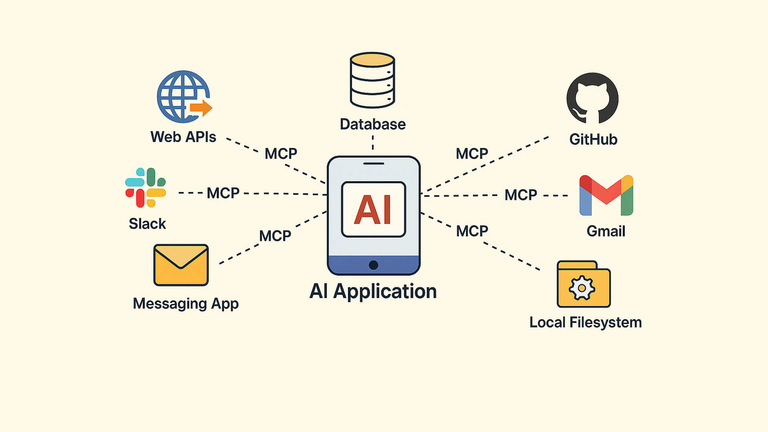 Database
Web APIs
GitHub
MCP
MCP
Slack
MCP
AI
MCP
Gmail
MCP
MCP
Messaging App
AI Application
Local Filesystem